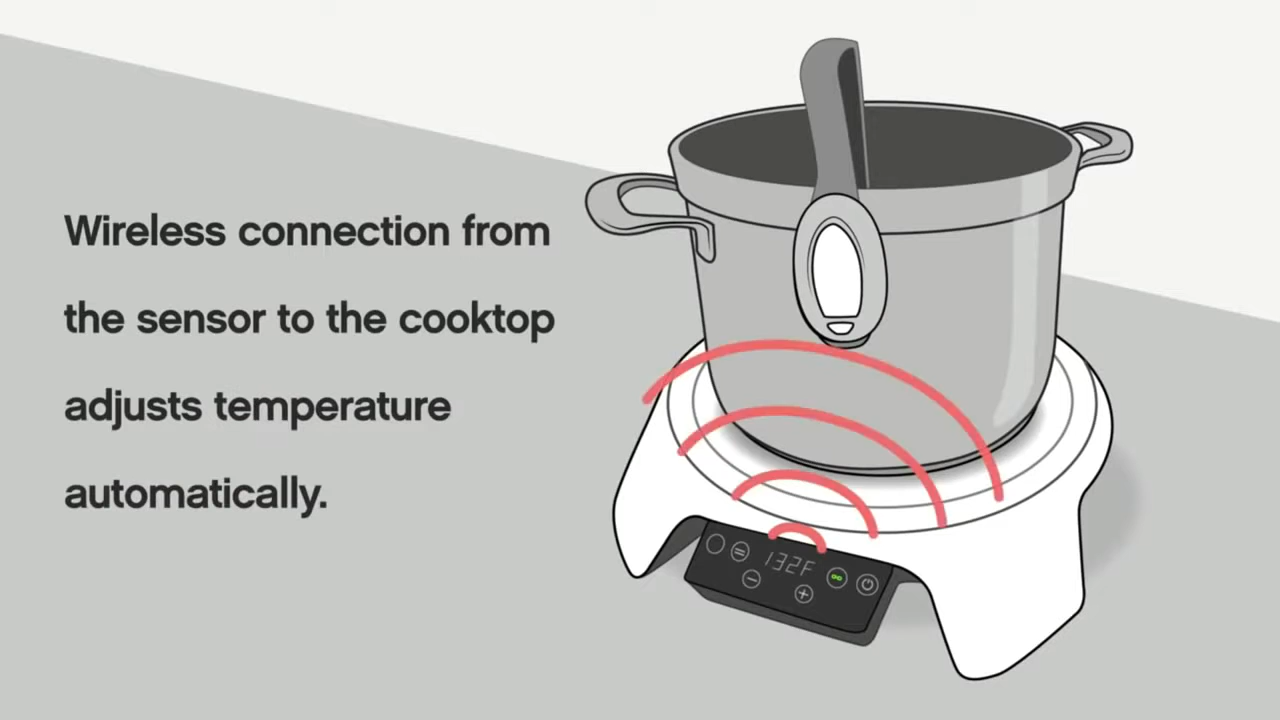 Wireless connection from
the sensor to the cooktop
adjusts temperature
automatically.
132F